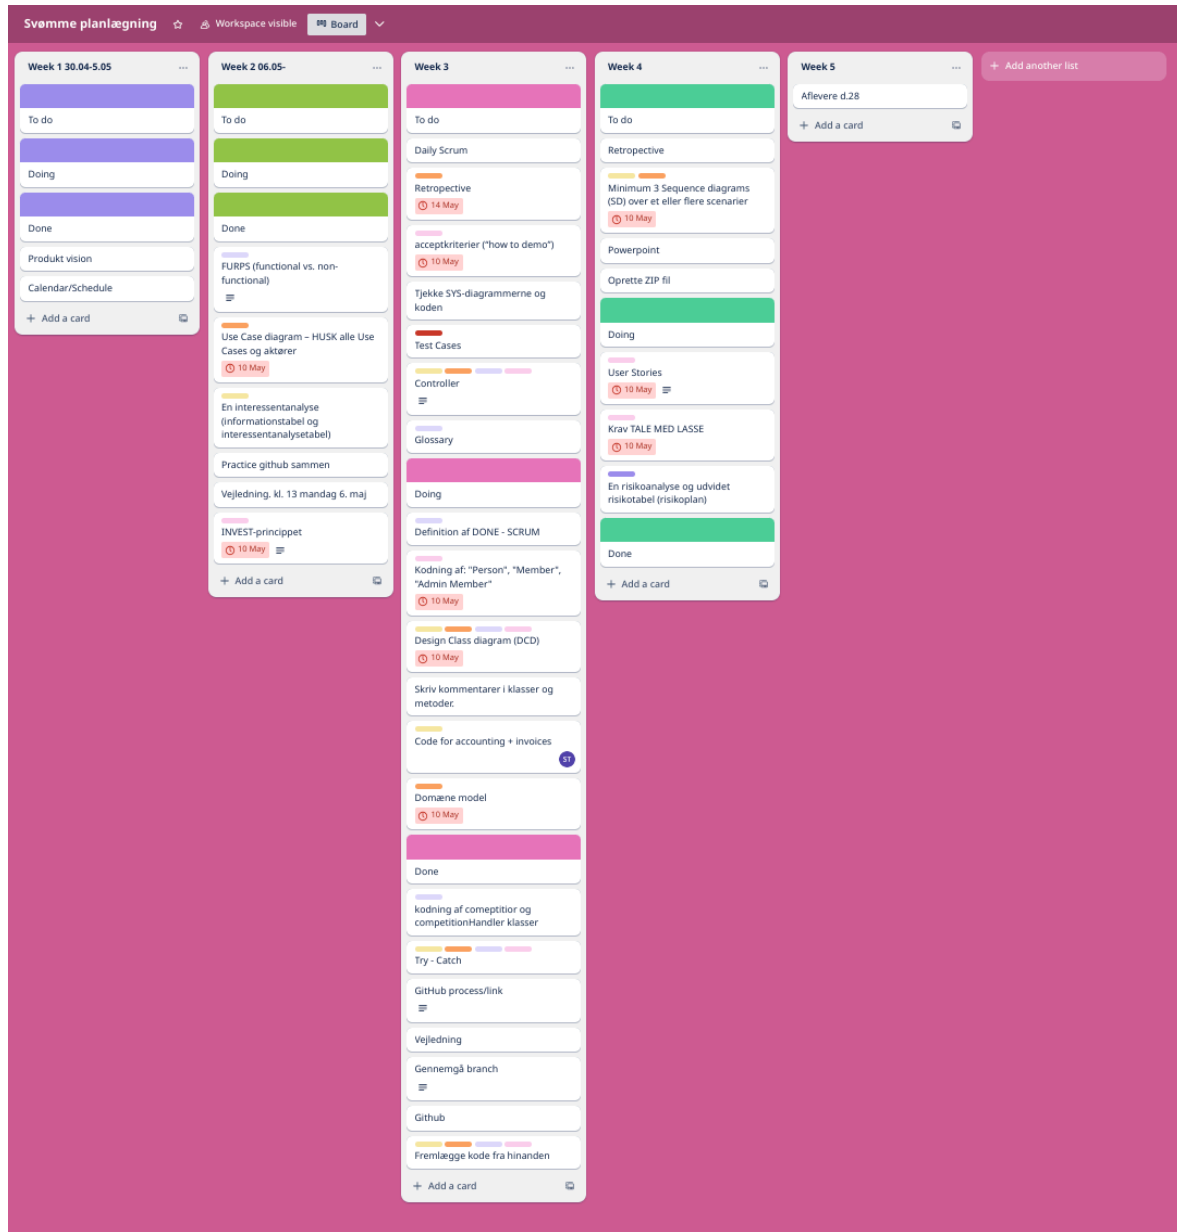 Svømme planlægning
Workspace visible
Board
Week 1 30.04-5.05
To do
Doing
Done
Produkt vision
Calendar/Schedule
+ Add a card
Week 2 06.05-
To do
Doing
Done
FURPS (functional vs. non-
functional)
Use Case diagram – HUSK alle Use
Cases og aktører
10 May
En interessentanalyse
(informationstabel og
interessentanalysetabel)
Practice github sammen
Vejledning. kl. 13 mandag 6. maj
INVEST-princippet
10 May
+ Add a card
Week 3
To do
Daily Scrum
Retropective
14 May
acceptkriterier ("how to demo")
10 May
Tjekke SYS-diagrammerne og
koden
Test Cases
Controller
Glossary
Doing
Definition af DONE - SCRUM
Kodning af: "Person", "Member",
"Admin Member"
10 May
Design Class diagram (DCD)
10 May
Skriv kommentarer i klasser og
metoder.
Code for accounting + invoices
ST
Domæne model
10 May
Done
kodning af comeptitior og
competitionHandler klasser
Try - Catch
GitHub process/link
Vejledning
Gennemgå branch
Github
Fremlægge kode fra hinanden
+ Add a card
Week 4
To do
Retropective
Minimum 3 Sequence diagrams
(SD) over et eller flere scenarier
10 May
Powerpoint
Oprette ZIP fil
Doing
User Stories
10 May
Krav TALE MED LASSE
10 May
En risikoanalyse og udvidet
risikotabel (risikoplan)
Done
+ Add a card
Week 5
Aflevere d.28
+ Add a card
+ Add another list